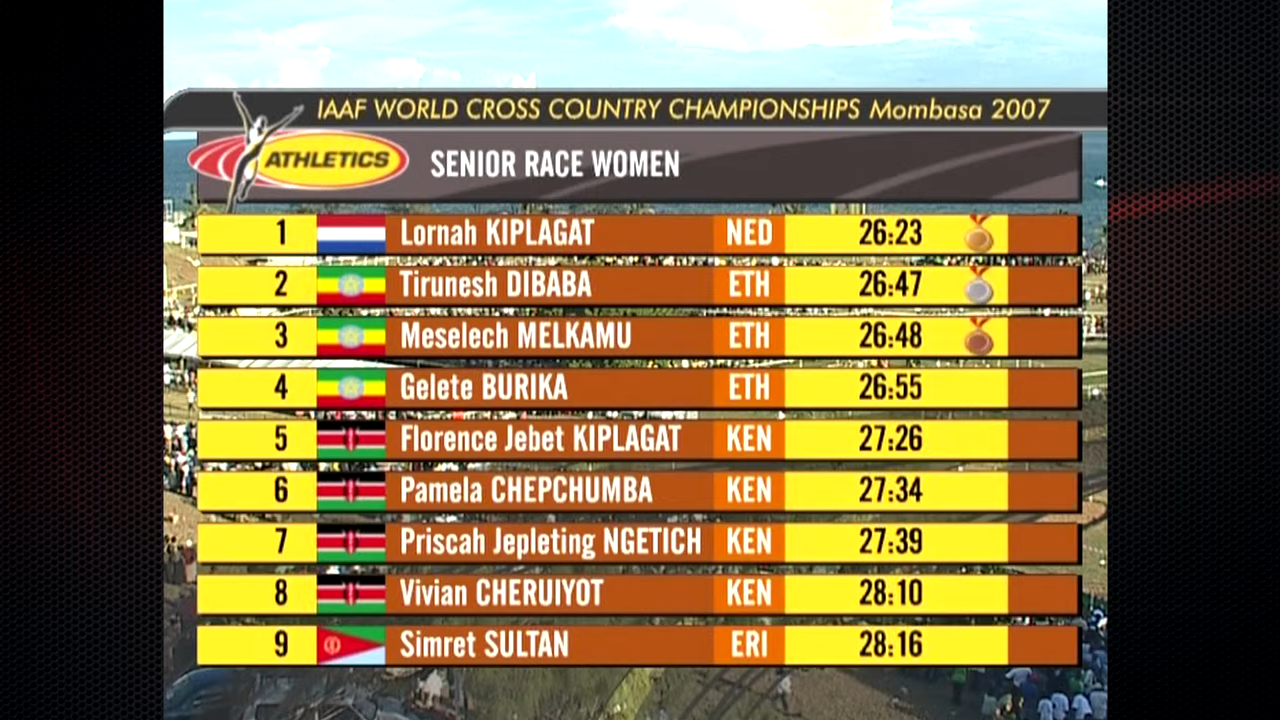 IAAF WORLD CROSS COUNTRY CHAMPIONSHIPS Mombasa 2007
ATHLETICS
SENIOR RACE WOMEN
1 Lornah KIPLAGAT NED 26:23
2 Tirunesh DIBABA ETH 26:47
3 Meselech MELKAMU ETH 26:48
4 Gelete BURIKA ETH 26:55
5 Florence Jebet KIPLAGAT KEN 27:26
6 Pamela CHEPCHUMBA KEN 27:34
7 Priscah Jepleting NGETICH KEN 27:39
8 Vivian CHERUIYOT KEN 28:10
9 Simret SULTAN ERI 28:16